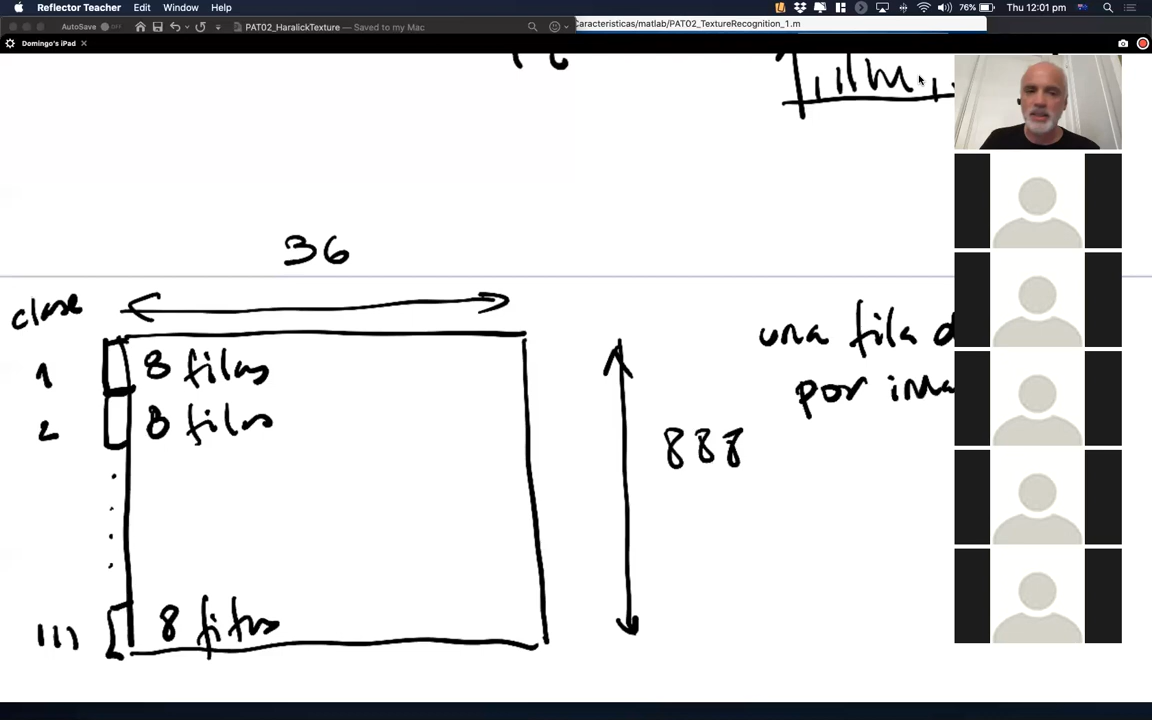 Reflector Teacher Edit Window Help
76% Thu 12:01 PM
AutoSave off PAT02_HaralickTexture — Saved to my Mac
Caracteristicas/matlab/PAT02_TextureRecognition_1.m
Domingo's iPad
36
clase
1 8 filas
2 8 filas
111 8 filas
888
una fila
por